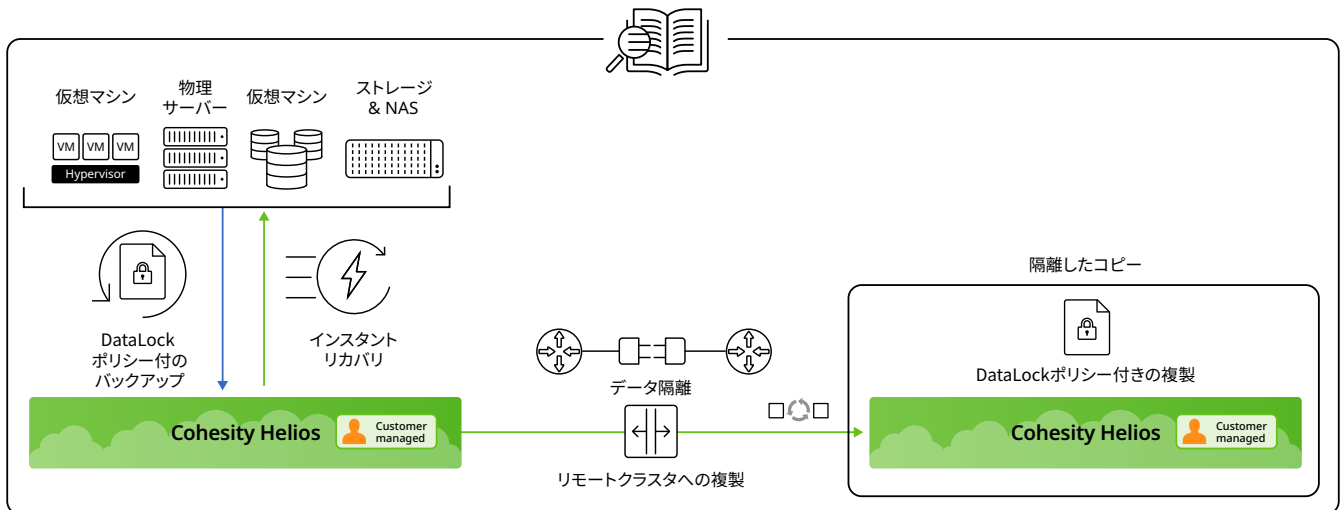 仮想マシン
物理
サーバー
仮想マシン
ストレージ
& NAS
VM
VM
VM
Hypervisor
DataLock
ポリシー付の
バックアップ
インスタント
リカバリ
データ隔離
リモートクラスタへの複製
隔離したコピー
DataLockポリシー付きの複製
Cohesity Helios
Customer
managed
Cohesity Helios
Customer
managed